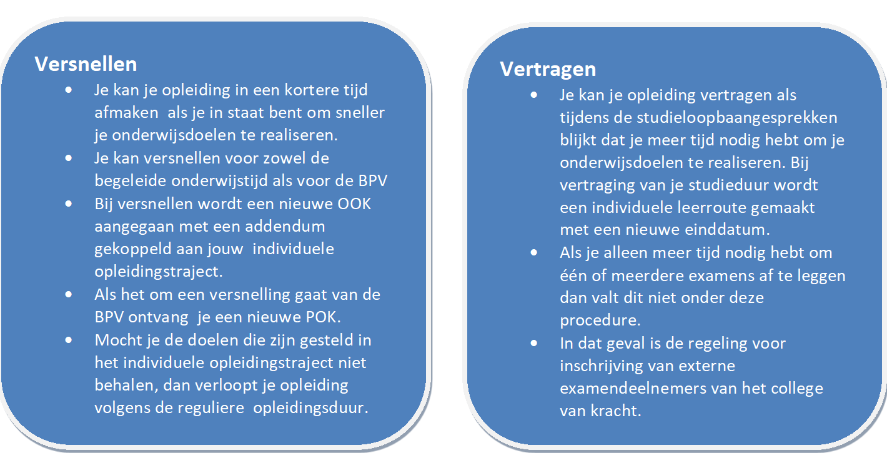 Versnellen
• Je kan je opleiding in een kortere tijd
afmaken als je in staat bent om sneller
je onderwijsdoelen te realiseren.
• Je kan versnellen voor zowel de
begeleide onderwijstijd als voor de BPV
• Bij versnellen wordt een nieuwe OOK
aangegaan met een addendum
gekoppeld aan jouw individuele
opleidingstraject.
• Als het om een versnelling gaat van de
BPV ontvang je een nieuwe POK.
• Mocht je de doelen die zijn gesteld in
het individuele opleidingstraject niet
behalen, dan verloopt je opleiding
volgens de reguliere opleidingsduur.
Vertragen
• Je kan je opleiding vertragen als
tijdens de studieloopbaangesprekken
blijkt dat je meer tijd nodig hebt om je
onderwijsdoelen te realiseren. Bij
vertraging van je studieduur wordt
een individuele leerroute gemaakt
met een nieuwe einddatum.
• Als je alleen meer tijd nodig hebt om
één of meerdere examens af te leggen
dan valt dit niet onder deze
procedure.
• In dat geval is de regeling voor
inschrijving van externe
examendeelnemers van het college
van kracht.